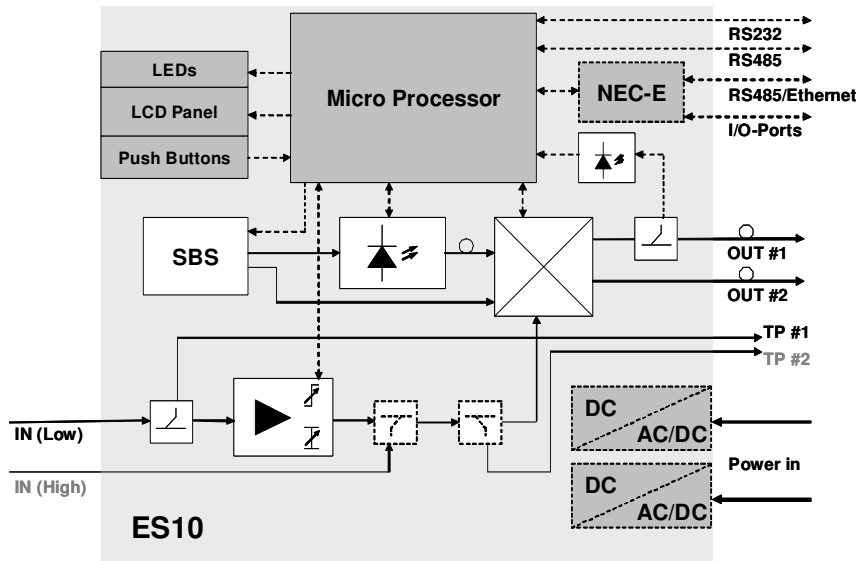 RS232
LEDs
RS485
LCD Panel
Micro Processor
NEC-E
RS485/Ethernet
I/O-Ports
Push Buttons
SBS
OUT #1
OUT #2
TP #1
TP #2
IN (Low)
DC
AC/DC
Power in
IN (High)
DC
AC/DC
ES10